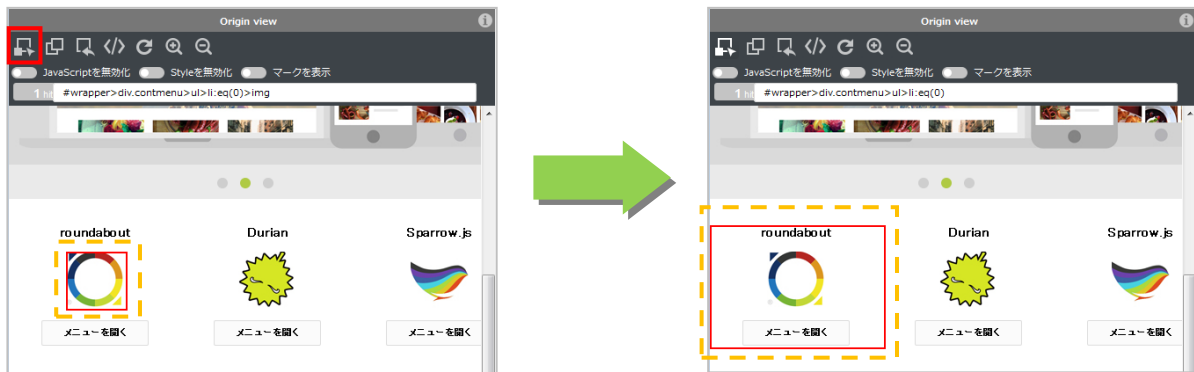 Origin view
JavaScriptを無効化 Styleを無効化 マークを表示
1 hit #wrapper>div.contmenu>ul>li:eq(0)>img
roundabout Durian Sparrow.js
メニューを開く メニューを開く メニューを開く
Origin view
JavaScriptを無効化 Styleを無効化 マークを表示
1 hit #wrapper>div.contmenu>ul>li:eq(0)
roundabout Durian Sparrow.js
メニューを開く メニューを開く メニューを開く